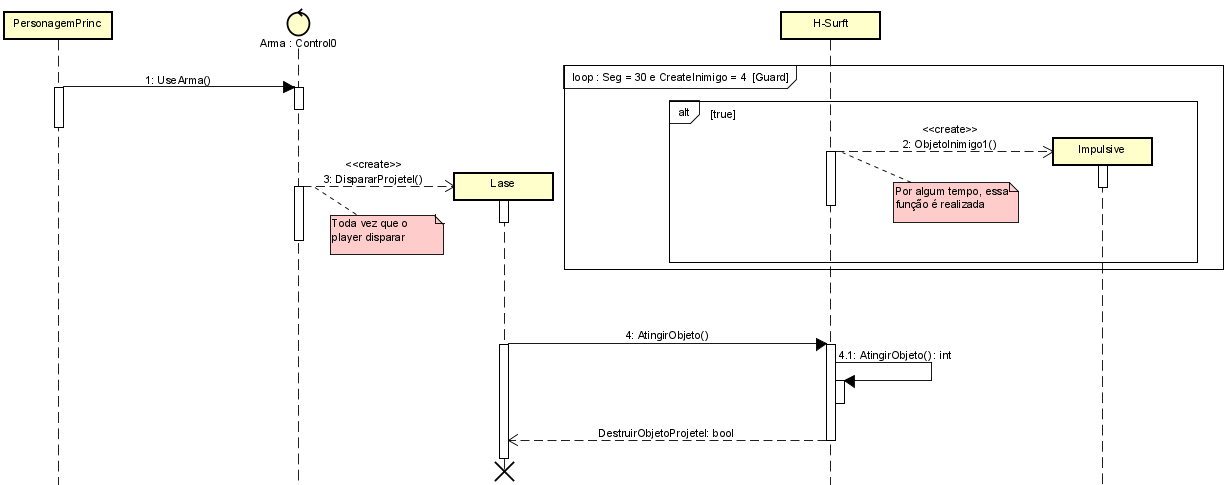 PersonagemPrinc
Arma : Control0
H-Surft
1: UseArma()
loop : Seg = 30 e CreateInimigo = 4 [Guard]
alt
[true]
<<create>>
2: ObjetoInimigo1()
Impulsive
Por algum tempo, essa
função é realizada
<<create>>
3: DispararProjetel()
Lase
Toda vez que o
player disparar
4: AtingirObjeto()
4.1: AtingirObjeto() : int
DestruirObjetoProjetel: bool